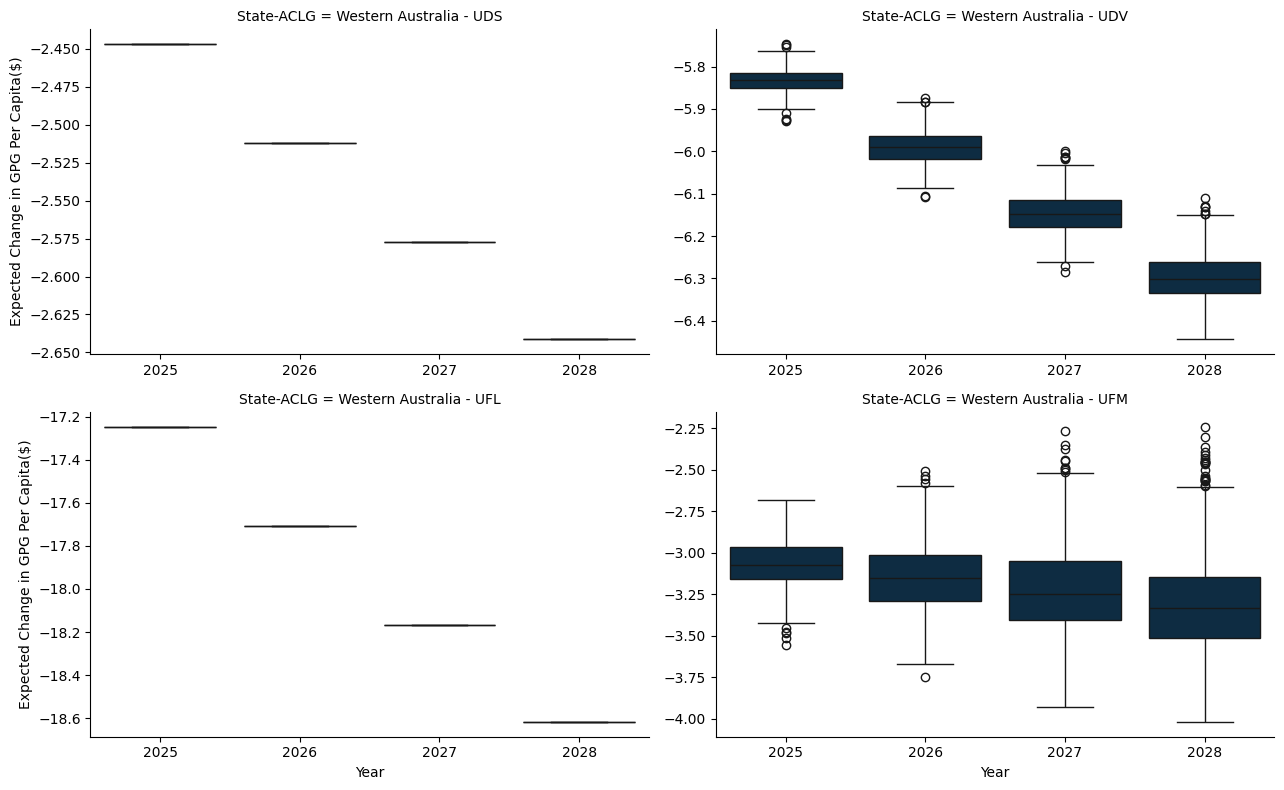 State-ACLG = Western Australia - UDS
Expected Change in GPG Per Capita($)
−2.450
−2.475
−2.500
−2.525
−2.550
−2.575
−2.600
−2.625
−2.650
2025 2026 2027 2028
State-ACLG = Western Australia - UDV
−5.8
−5.9
−6.0
−6.1
−6.2
−6.3
−6.4
2025 2026 2027 2028
State-ACLG = Western Australia - UFL
Expected Change in GPG Per Capita($)
−17.2
−17.4
−17.6
−17.8
−18.0
−18.2
−18.4
−18.6
2025 2026 2027 2028
Year
State-ACLG = Western Australia - UFM
−2.25
−2.50
−2.75
−3.00
−3.25
−3.50
−3.75
−4.00
2025 2026 2027 2028
Year